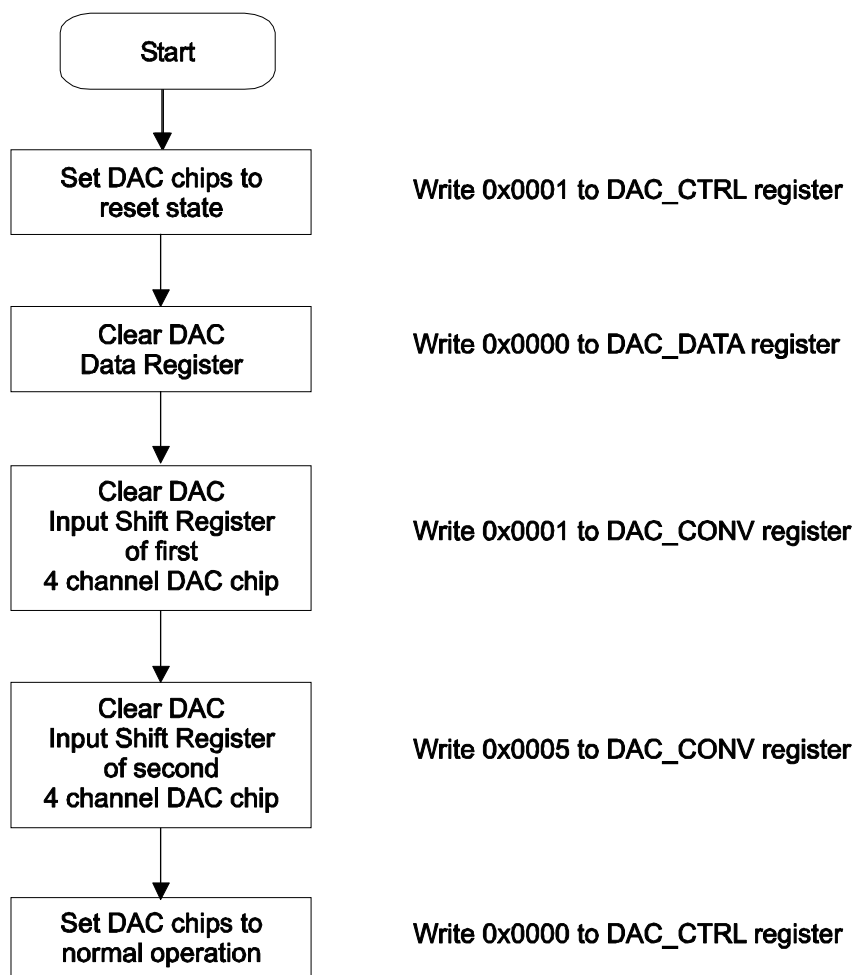 Start
Set DAC chips to
reset state
Write 0x0001 to DAC_CTRL register
Clear DAC
Data Register
Write 0x0000 to DAC_DATA register
Clear DAC
Input Shift Register
of first
4 channel DAC chip
Write 0x0001 to DAC_CONV register
Clear DAC
Input Shift Register
of second
4 channel DAC chip
Write 0x0005 to DAC_CONV register
Set DAC chips to
normal operation
Write 0x0000 to DAC_CTRL register